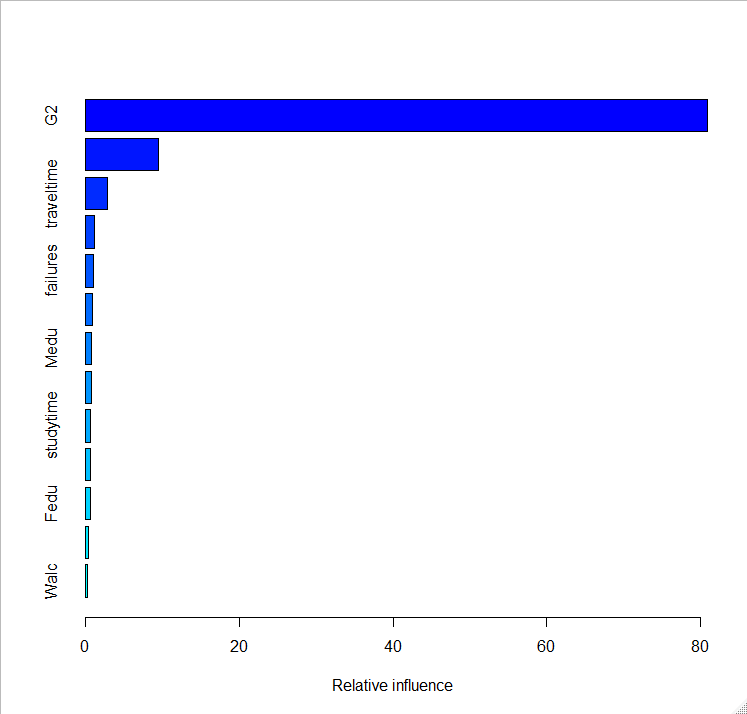 G2
traveltime
failures
Medu
studytime
Fedu
Walc
0 20 40 60 80
Relative influence